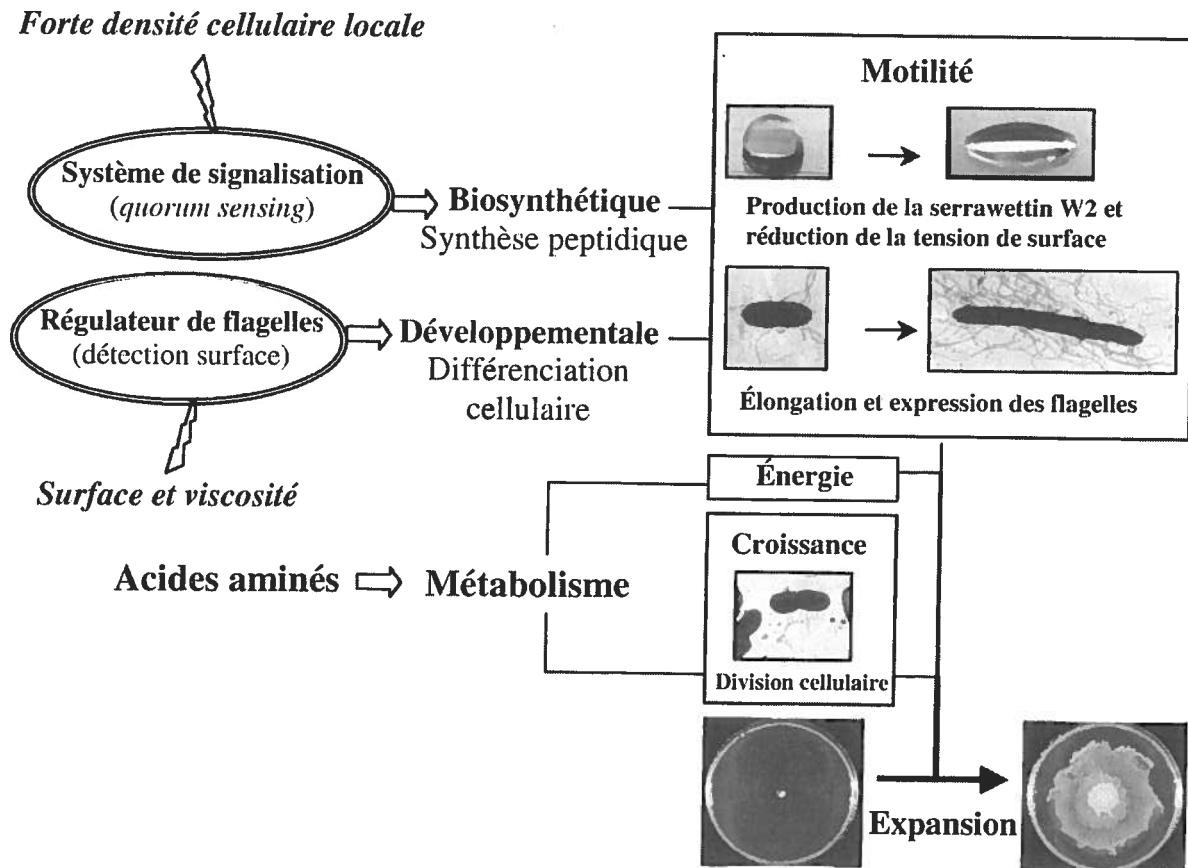 Forte densité cellulaire locale
Système de signalisation
(quorum sensing)
Biosynthétique
Synthèse peptidique
Régulateur de flagelles
(détection surface)
Développementale
Différenciation
cellulaire
Surface et viscosité
Motilité
Production de la serrawettin W2 et
réduction de la tension de surface
Élongation et expression des flagelles
Acides aminés
Métabolisme
Énergie
Croissance
Division cellulaire
Expansion